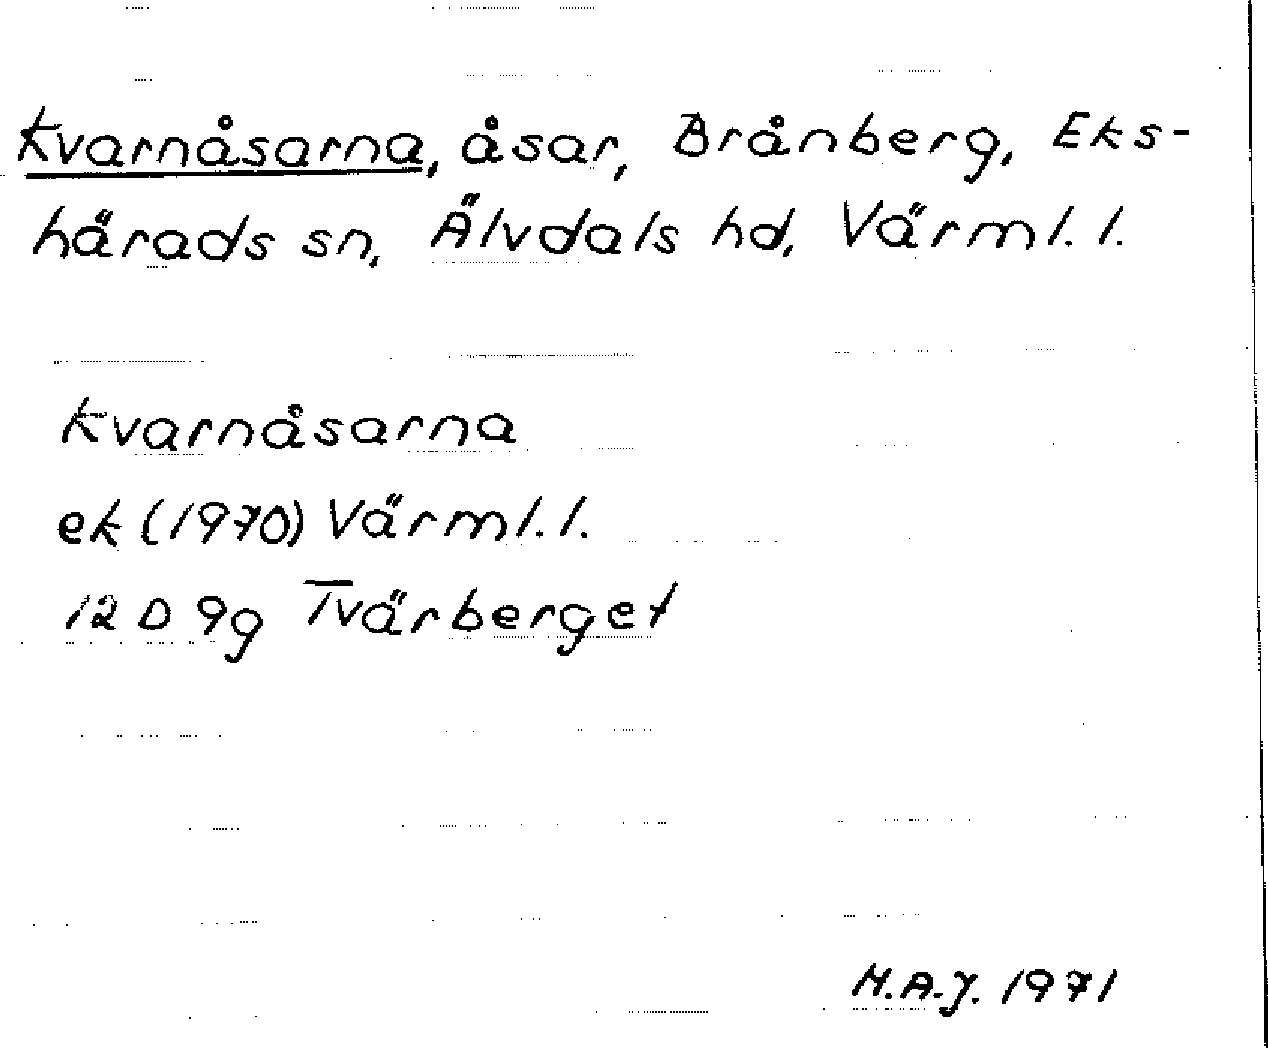 Kvarnåsarna, åsar, Brånberg, Eks-
härads sn, Älvdals hd, Värml. l.
Kvarnåsarna
ek (1970) Värml. l.
12 D 9g Tvärberget
H.A.J. 1971